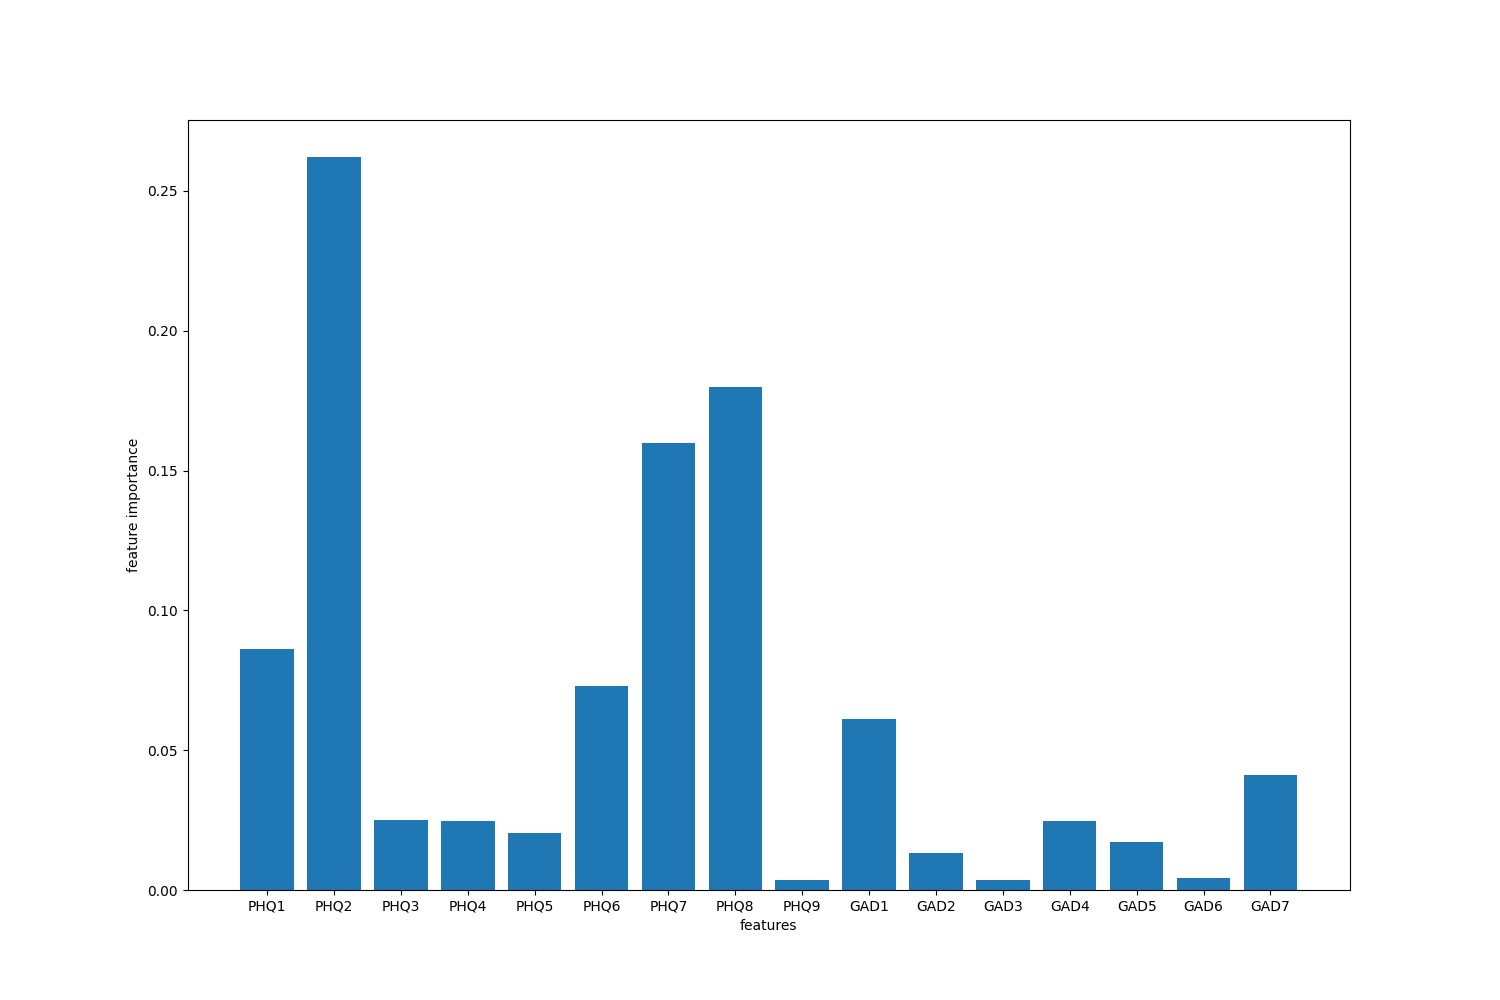 feature importance
0.25
0.20
0.15
0.10
0.05
0.00
PHQ1 PHQ2 PHQ3 PHQ4 PHQ5 PHQ6 PHQ7 PHQ8 PHQ9 GAD1 GAD2 GAD3 GAD4 GAD5 GAD6 GAD7
features